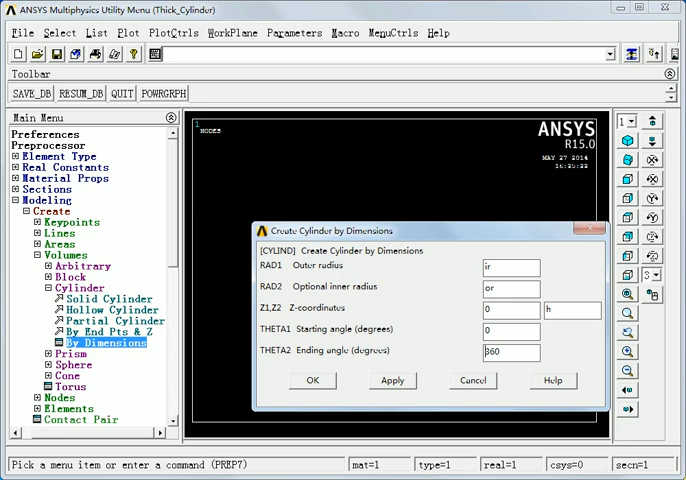 ANSYS Multiphysics Utility Menu (Thick_Cylinder)
File Select List Plot PlotCtrls WorkPlane Parameters Macro MenuCtrls Help
Toolbar
SAVE_DB RESUM_DB QUIT POWRGRPH
Main Menu
Preferences
Preprocessor
Element Type
Real Constants
Material Props
Sections
Modeling
Create
Keypoints
Lines
Areas
Volumes
Arbitrary
Block
Cylinder
Solid Cylinder
Hollow Cylinder
Partial Cylinder
By End Pts & Z
By Dimensions
Prism
Sphere
Cone
Torus
Nodes
Elements
Contact Pair
1
NODES
ANSYS
R15.0
MAY 27 2014
Create Cylinder by Dimensions
[CYLIND] Create Cylinder by Dimensions
RAD1 Outer radius ir
RAD2 Optional inner radius or
Z1,Z2 Z-coordinates 0 h
THETA1 Starting angle (degrees) 0
THETA2 Ending angle (degrees) 360
OK Apply Cancel Help
1
3
Pick a menu item or enter a command (PREP7) mat=1 type=1 real=1 csys=0 secn=1